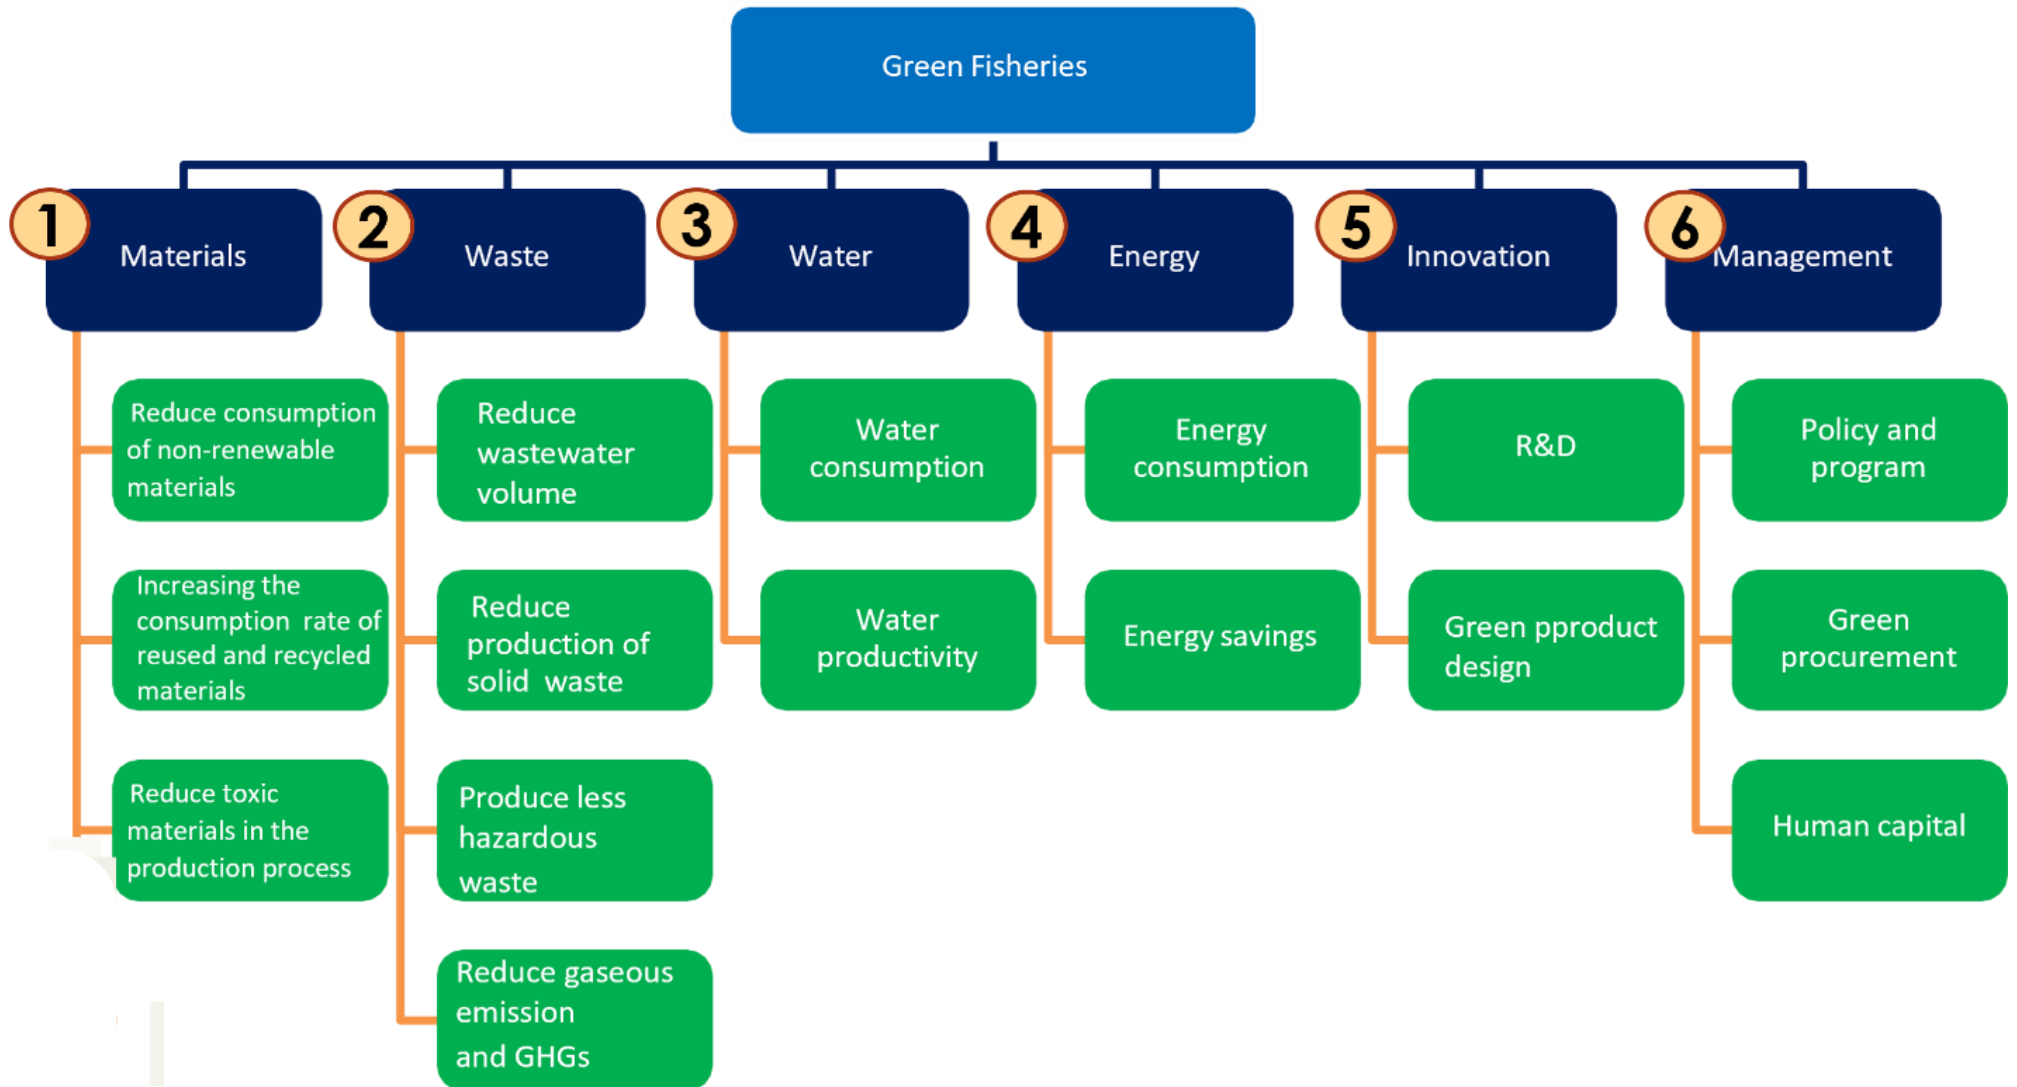 Green Fisheries
1
Materials
2
Waste
3
Water
4
Energy
5
Innovation
6
Management
Reduce consumption
of non-renewable
materials
Increasing the
consumption rate of
reused and recycled
materials
Reduce toxic
materials in the
production process
Reduce
wastewater
volume
Reduce
production of
solid waste
Produce less
hazardous
waste
Reduce gaseous
emission
and GHGs
Water
consumption
Water
productivity
Energy
consumption
Energy savings
R&D
Green pproduct
design
Policy and
program
Green
procurement
Human capital